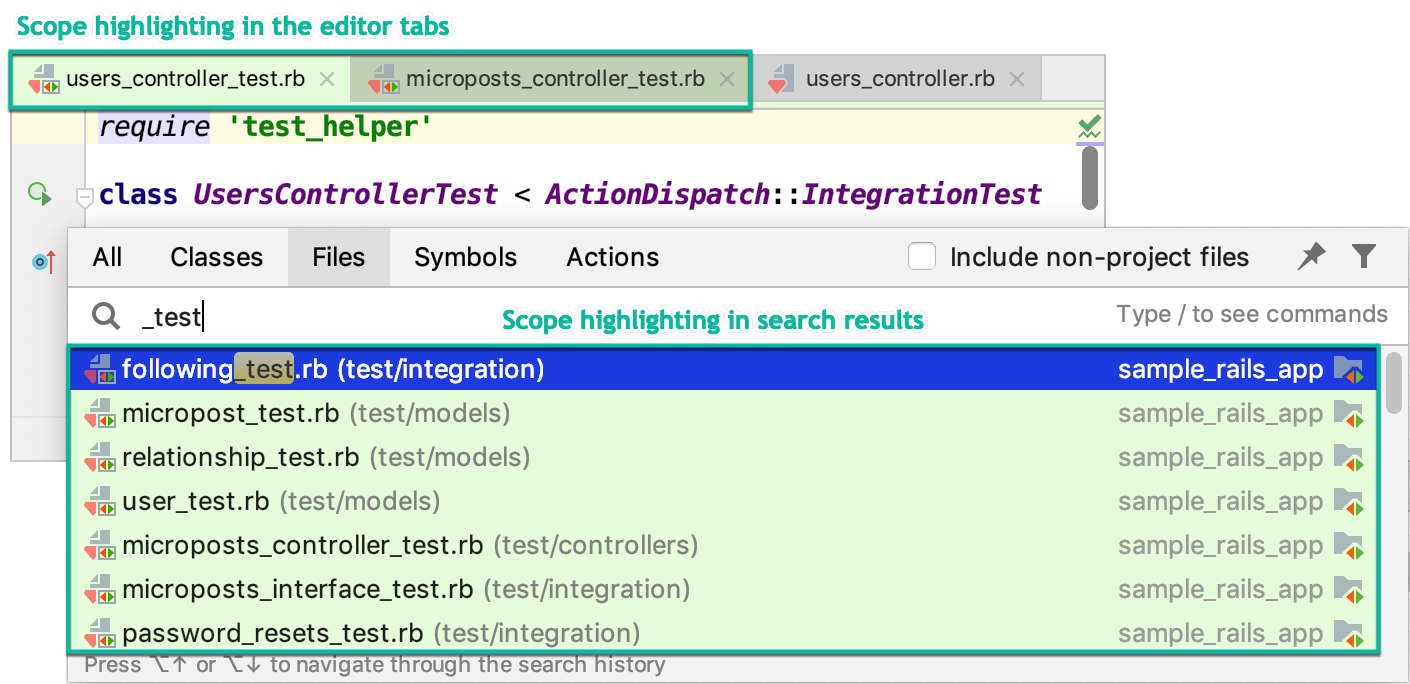 Scope highlighting in the editor tabs
users_controller_test.rb microposts_controller_test.rb users_controller.rb
require 'test_helper'
class UsersControllerTest < ActionDispatch::IntegrationTest
All Classes Files Symbols Actions Include non-project files
_test Type / to see commands
Scope highlighting in search results
following_test.rb (test/integration) sample_rails_app
micropost_test.rb (test/models) sample_rails_app
relationship_test.rb (test/models) sample_rails_app
user_test.rb (test/models) sample_rails_app
microposts_controller_test.rb (test/controllers) sample_rails_app
microposts_interface_test.rb (test/integration) sample_rails_app
password_resets_test.rb (test/integration) sample_rails_app
Press ⌥↑ or ⌥↓ to navigate through the search history